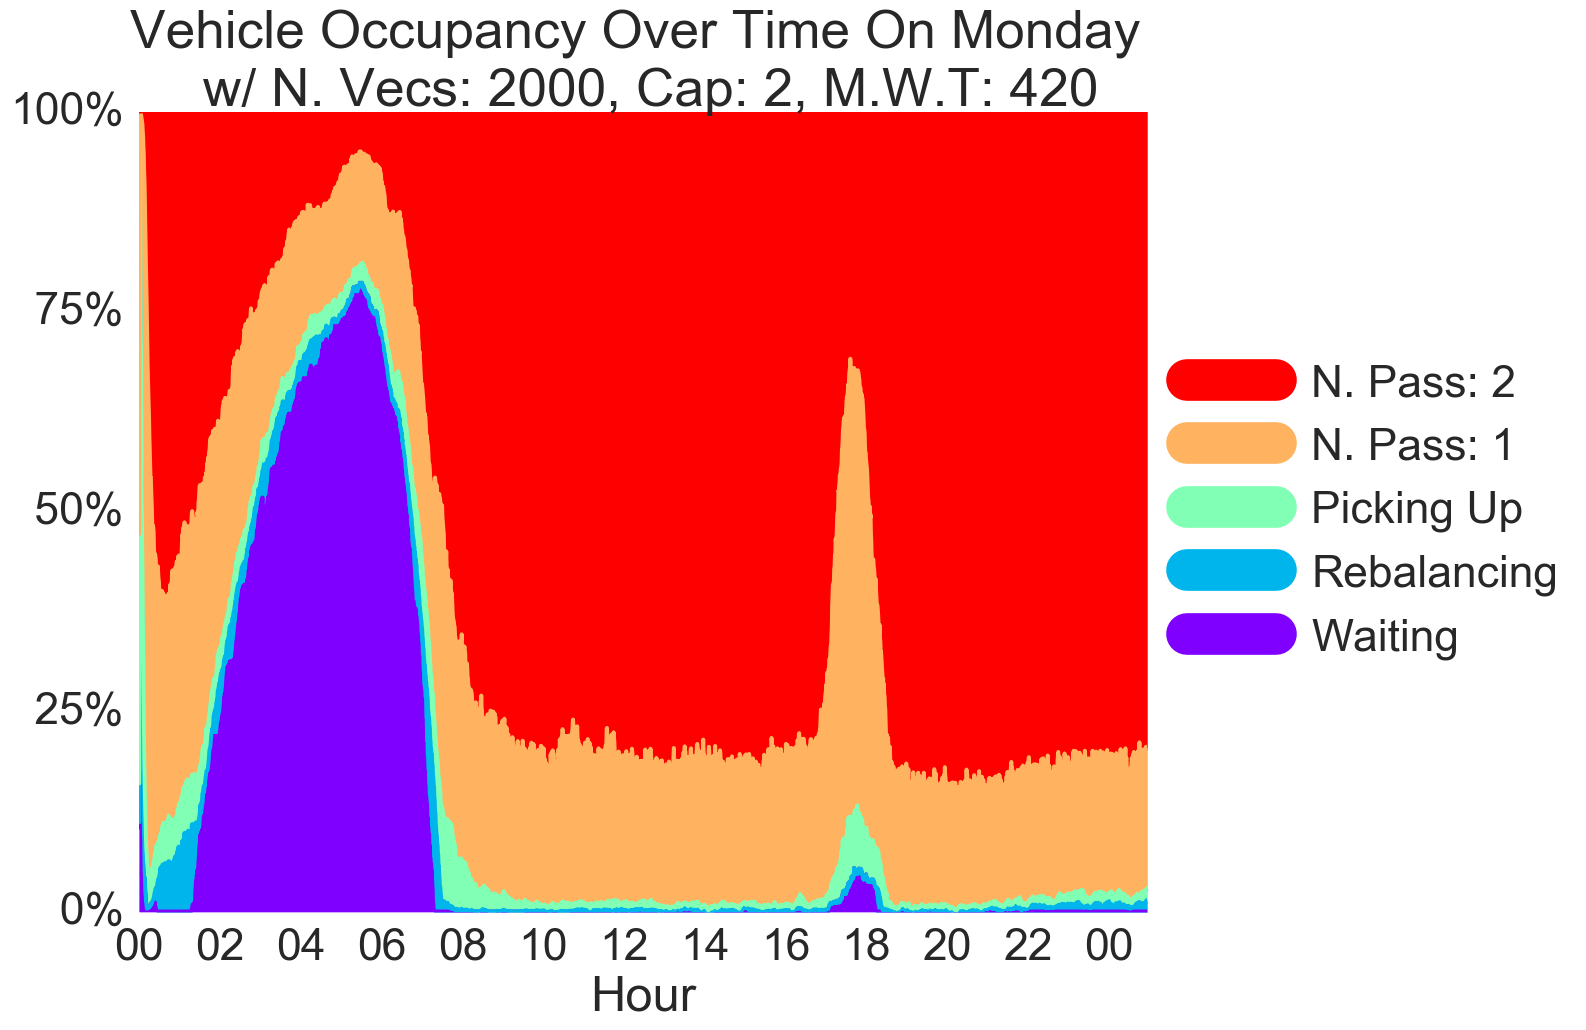 Vehicle Occupancy Over Time On Monday
w/ N. Vecs: 2000, Cap: 2, M.W.T: 420
100%
75%
50%
25%
0%
00 02 04 06 08 10 12 14 16 18 20 22 00
Hour
N. Pass: 2
N. Pass: 1
Picking Up
Rebalancing
Waiting